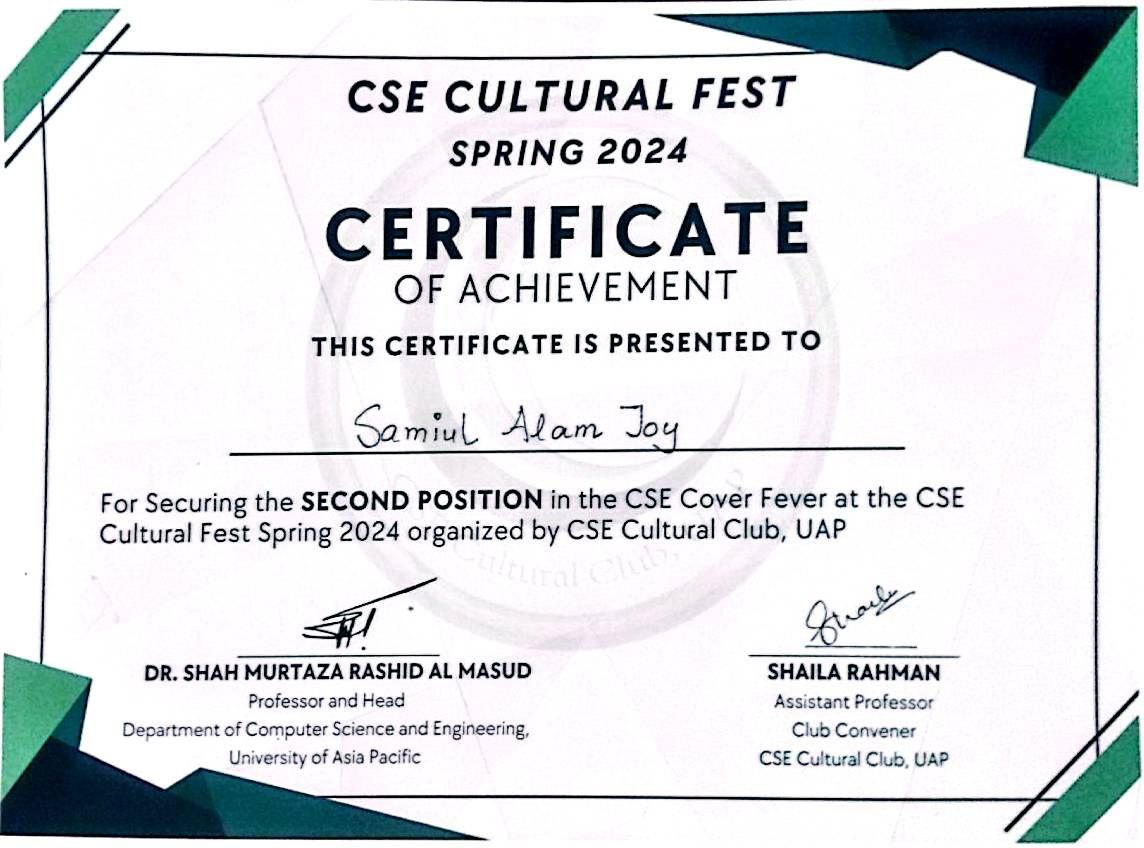 CSE CULTURAL FEST
SPRING 2024
CERTIFICATE
OF ACHIEVEMENT
THIS CERTIFICATE IS PRESENTED TO
Samiul Alam Joy
For Securing the SECOND POSITION in the CSE Cover Fever at the CSE
Cultural Fest Spring 2024 organized by CSE Cultural Club, UAP
Cultural Club,
DR. SHAH MURTAZA RASHID AL MASUD
Professor and Head
Department of Computer Science and Engineering,
University of Asia Pacific
Shaila
SHAILA RAHMAN
Assistant Professor
Club Convener
CSE Cultural Club, UAP